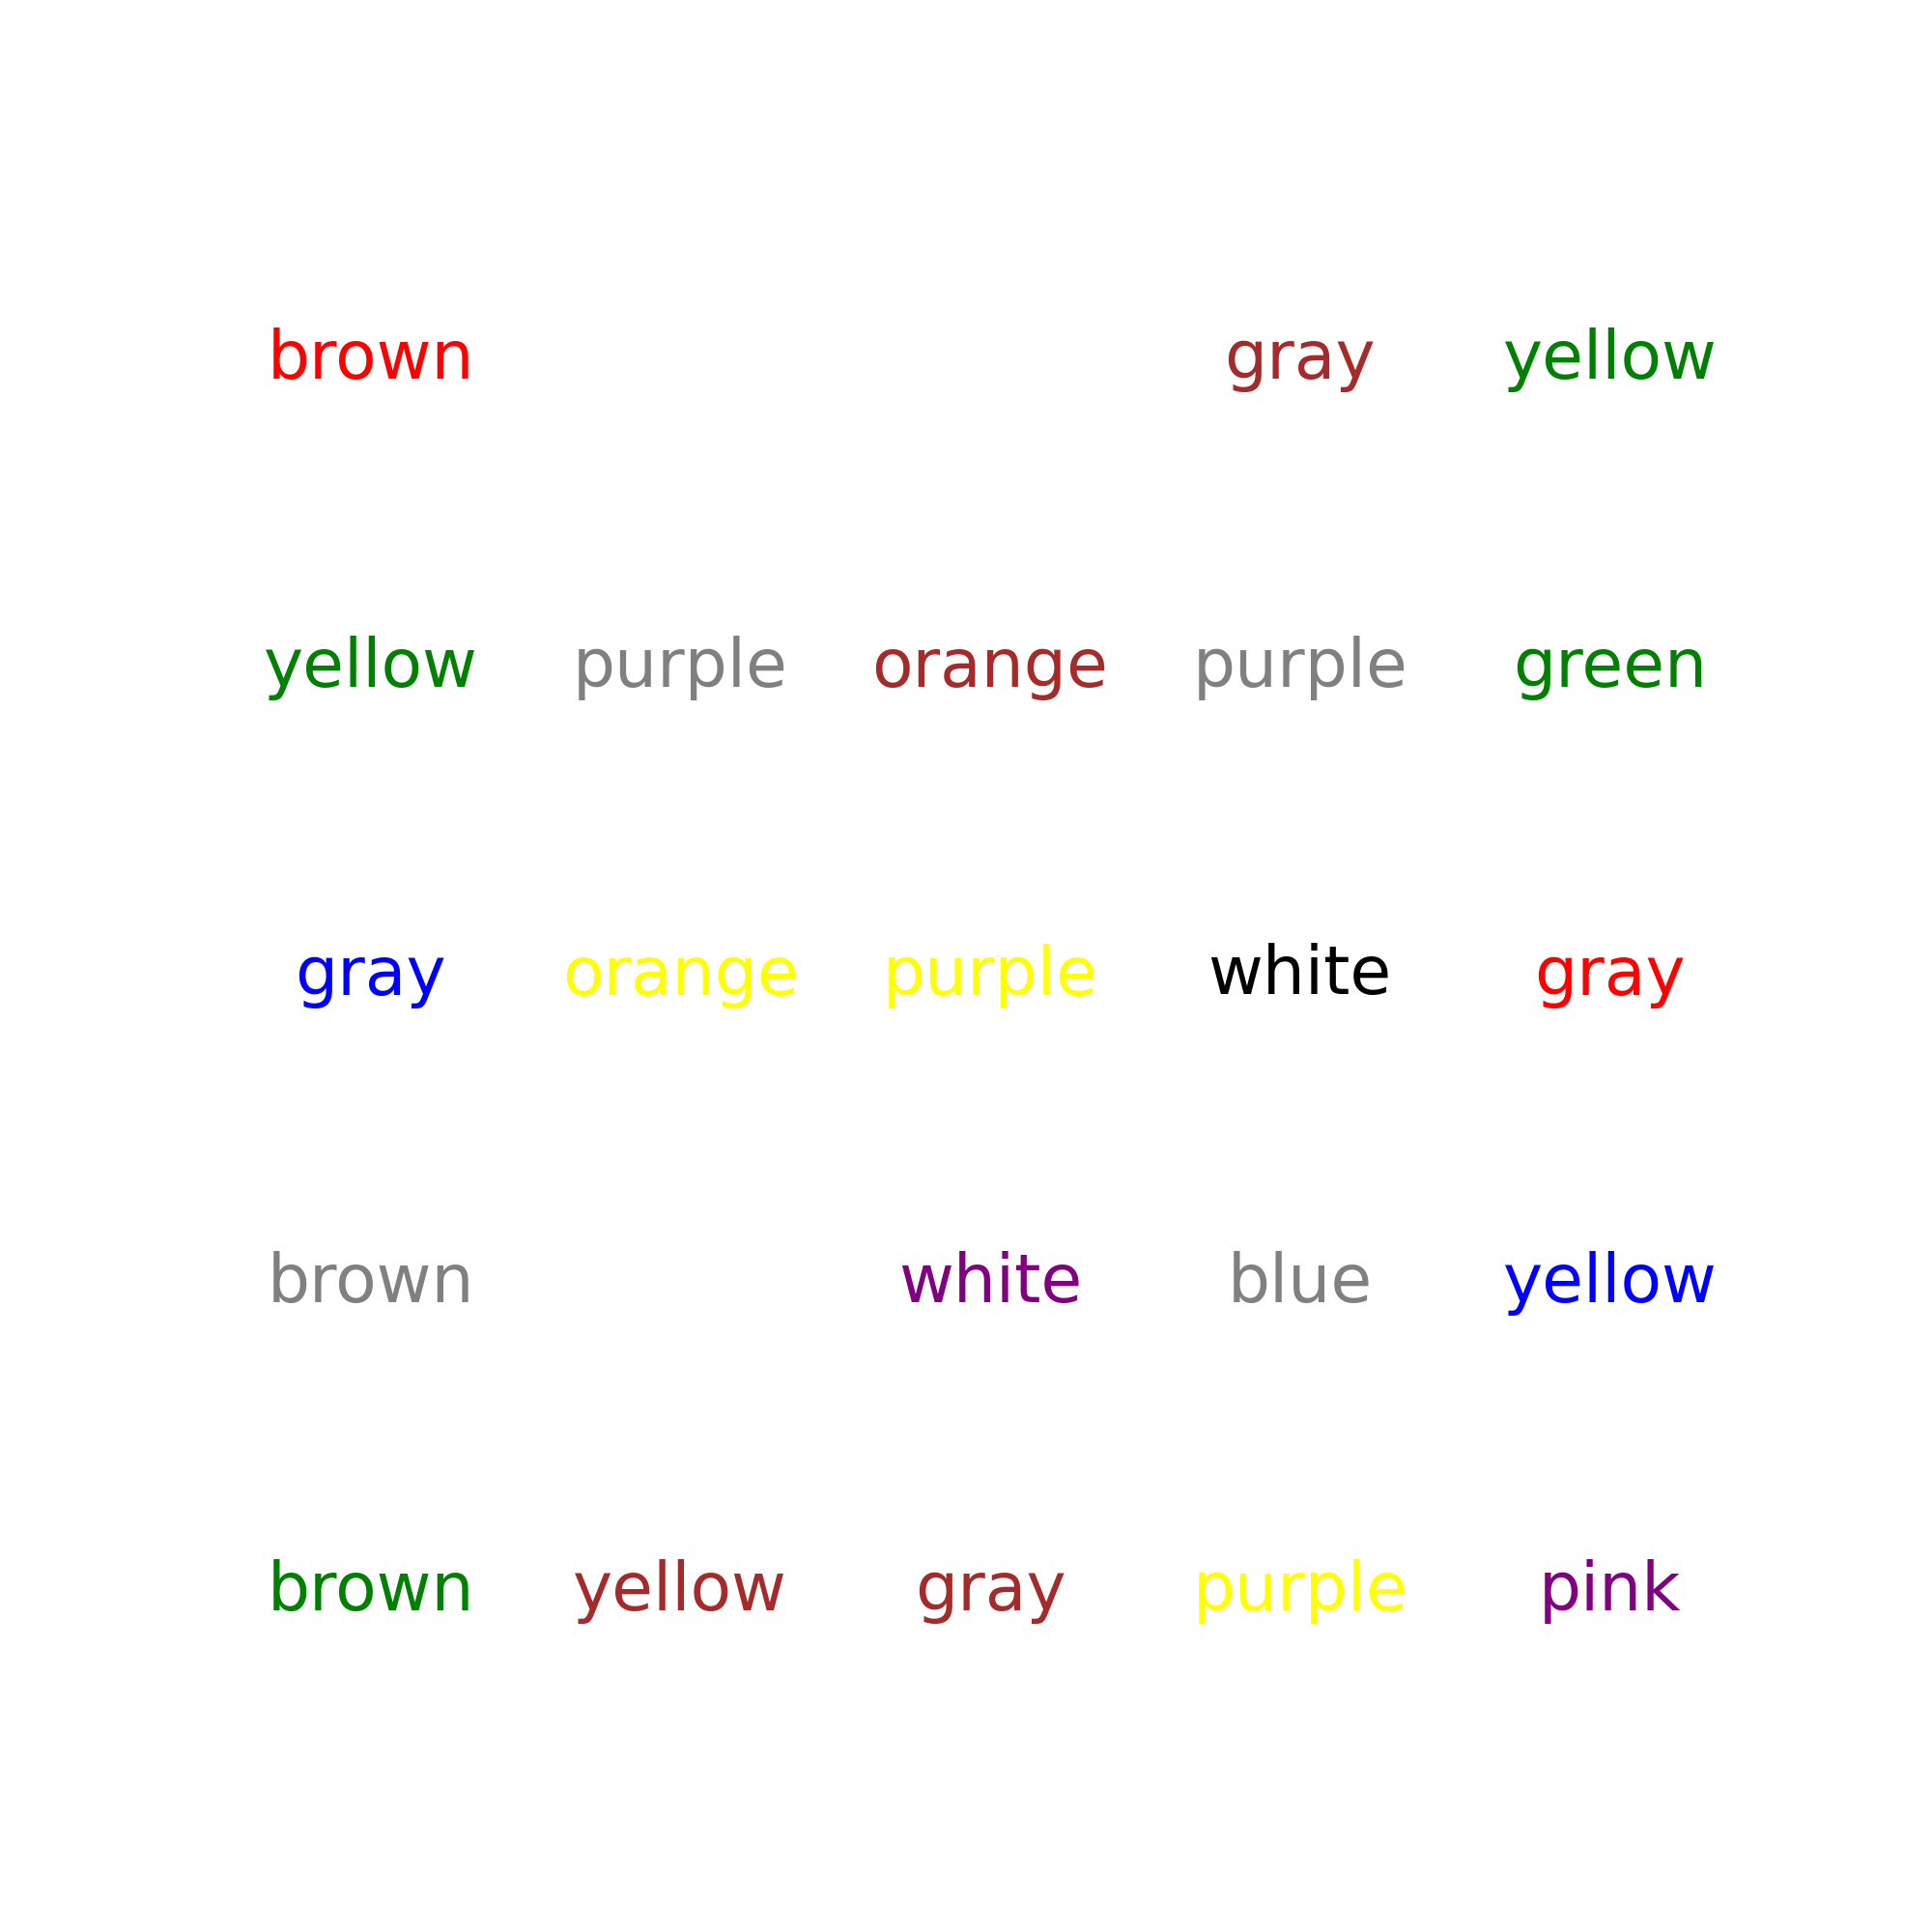 brown gray yellow
yellow purple orange purple green
gray orange purple white gray
brown white blue yellow
brown yellow gray purple pink